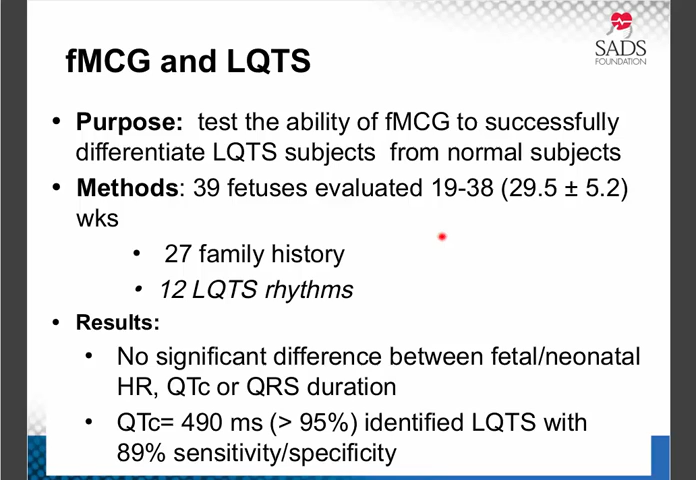 SADS
FOUNDATION
fMCG and LQTS
• Purpose: test the ability of fMCG to successfully
differentiate LQTS subjects from normal subjects
• Methods: 39 fetuses evaluated 19-38 (29.5 ± 5.2)
wks
• 27 family history
• 12 LQTS rhythms
• Results:
• No significant difference between fetal/neonatal
HR, QTc or QRS duration
• QTc= 490 ms (> 95%) identified LQTS with
89% sensitivity/specificity